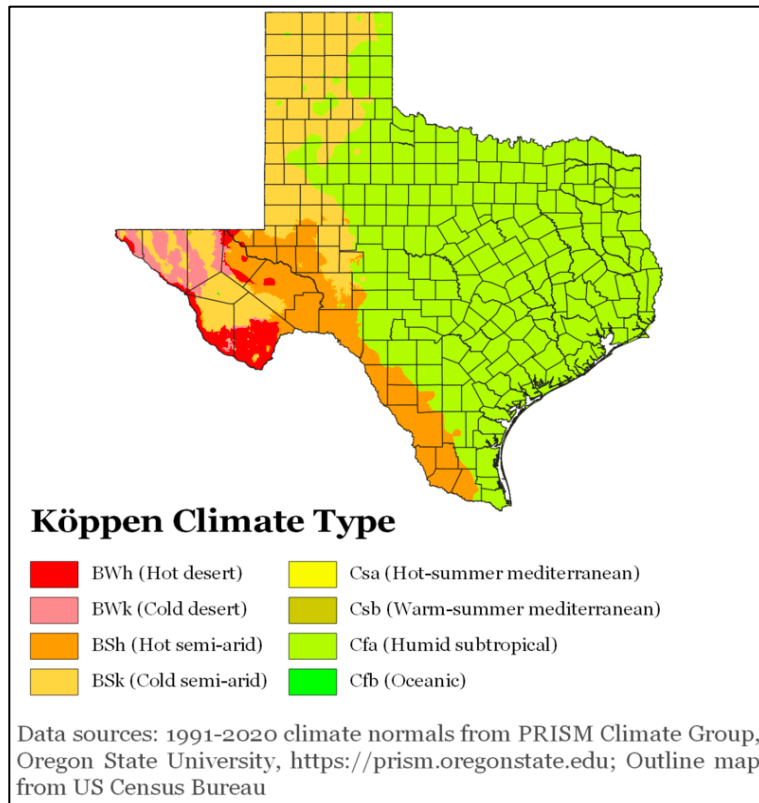 Köppen Climate Type
BWh (Hot desert)
BWk (Cold desert)
BSh (Hot semi-arid)
BSk (Cold semi-arid)
Csa (Hot-summer mediterranean)
Csb (Warm-summer mediterranean)
Cfa (Humid subtropical)
Cfb (Oceanic)
Data sources: 1991-2020 climate normals from PRISM Climate Group,
Oregon State University, https://prism.oregonstate.edu; Outline map
from US Census Bureau